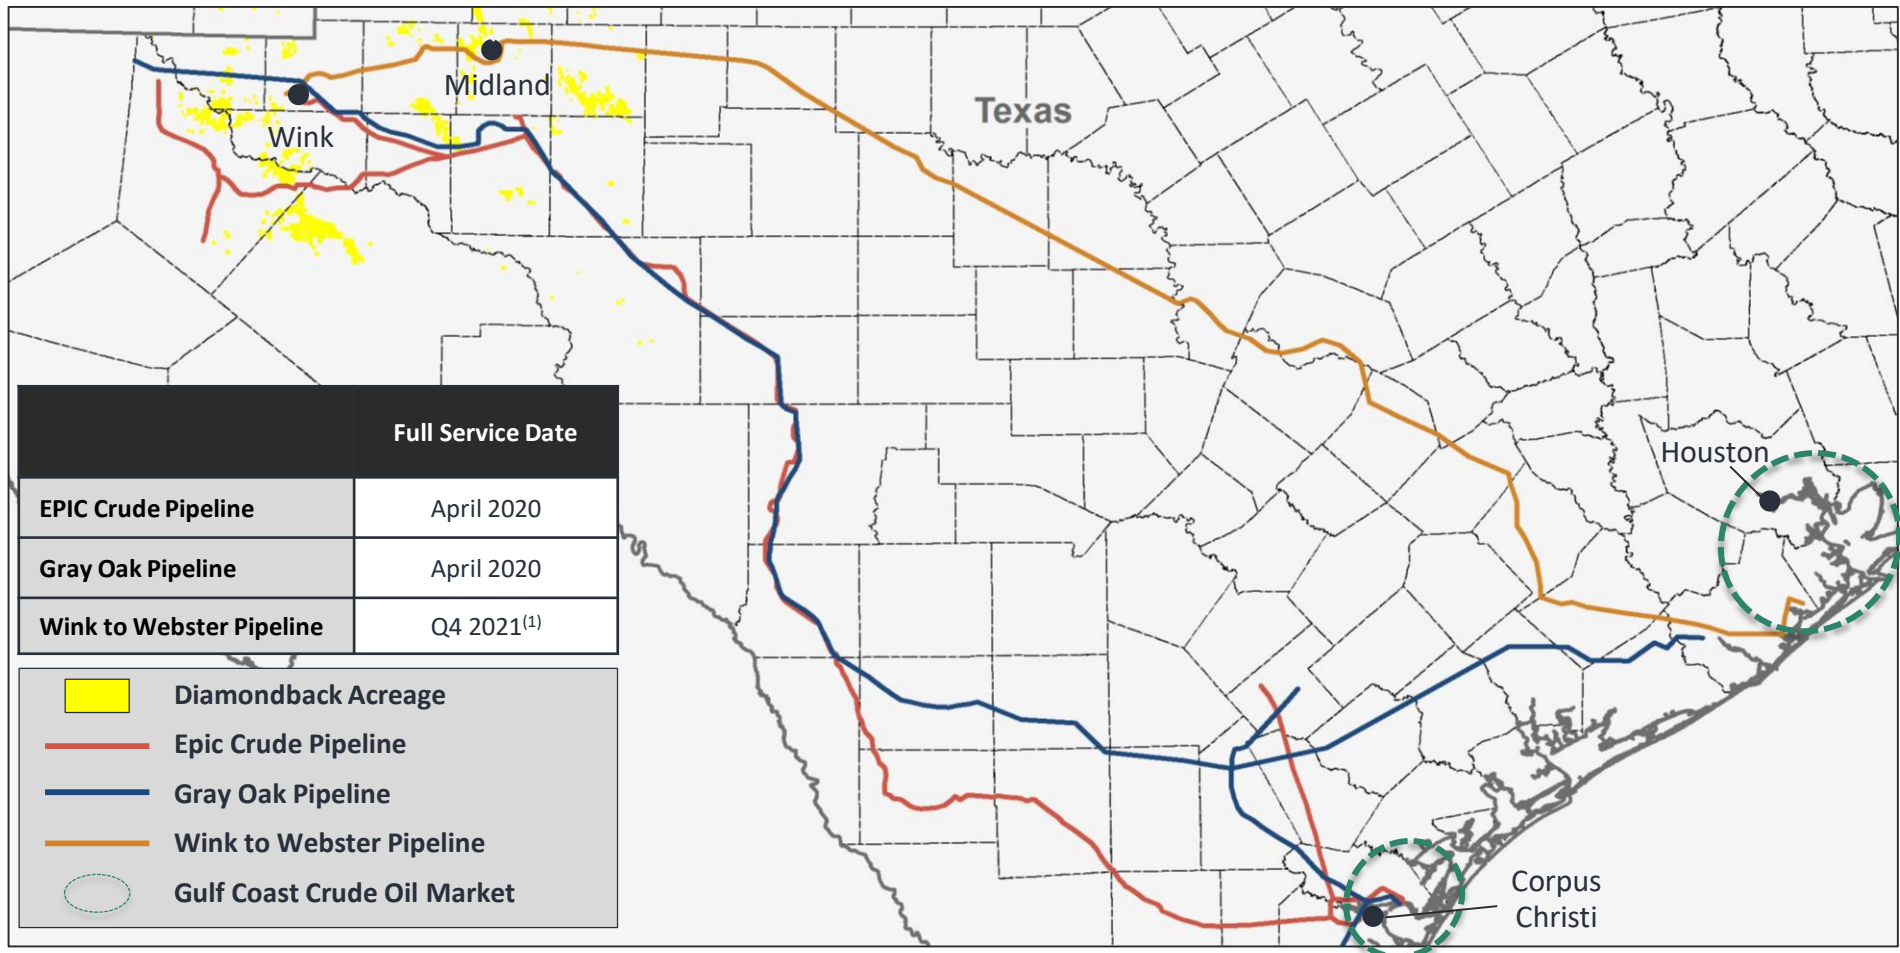 Midland
Wink
Texas
Houston
Full Service Date
EPIC Crude Pipeline April 2020
Gray Oak Pipeline April 2020
Wink to Webster Pipeline Q4 2021(1)
Diamondback Acreage
Epic Crude Pipeline
Gray Oak Pipeline
Wink to Webster Pipeline
Gulf Coast Crude Oil Market
Corpus
Christi